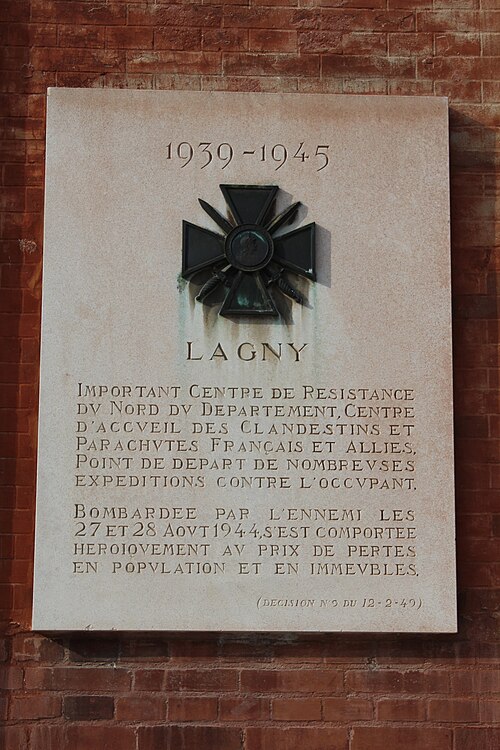 1939-1945
LAGNY
IMPORTANT CENTRE DE RESISTANCE
DV NORD DV DEPARTEMENT, CENTRE
D'ACCVEIL DES CLANDESTINS ET
PARACHVTES FRANÇAIS ET ALLIES.
POINT DE DEPART DE NOMBREVSES
EXPEDITIONS CONTRE L'OCCVPANT.
BOMBARDEE PAR L'ENNEMI LES
27 ET 28 AOVT 1944, S'EST COMPORTEE
HEROIQVEMENT AV PRIX DE PERTES
EN POPVLATION ET EN IMMEVBLES.
(DECISION DU 12-2-49)